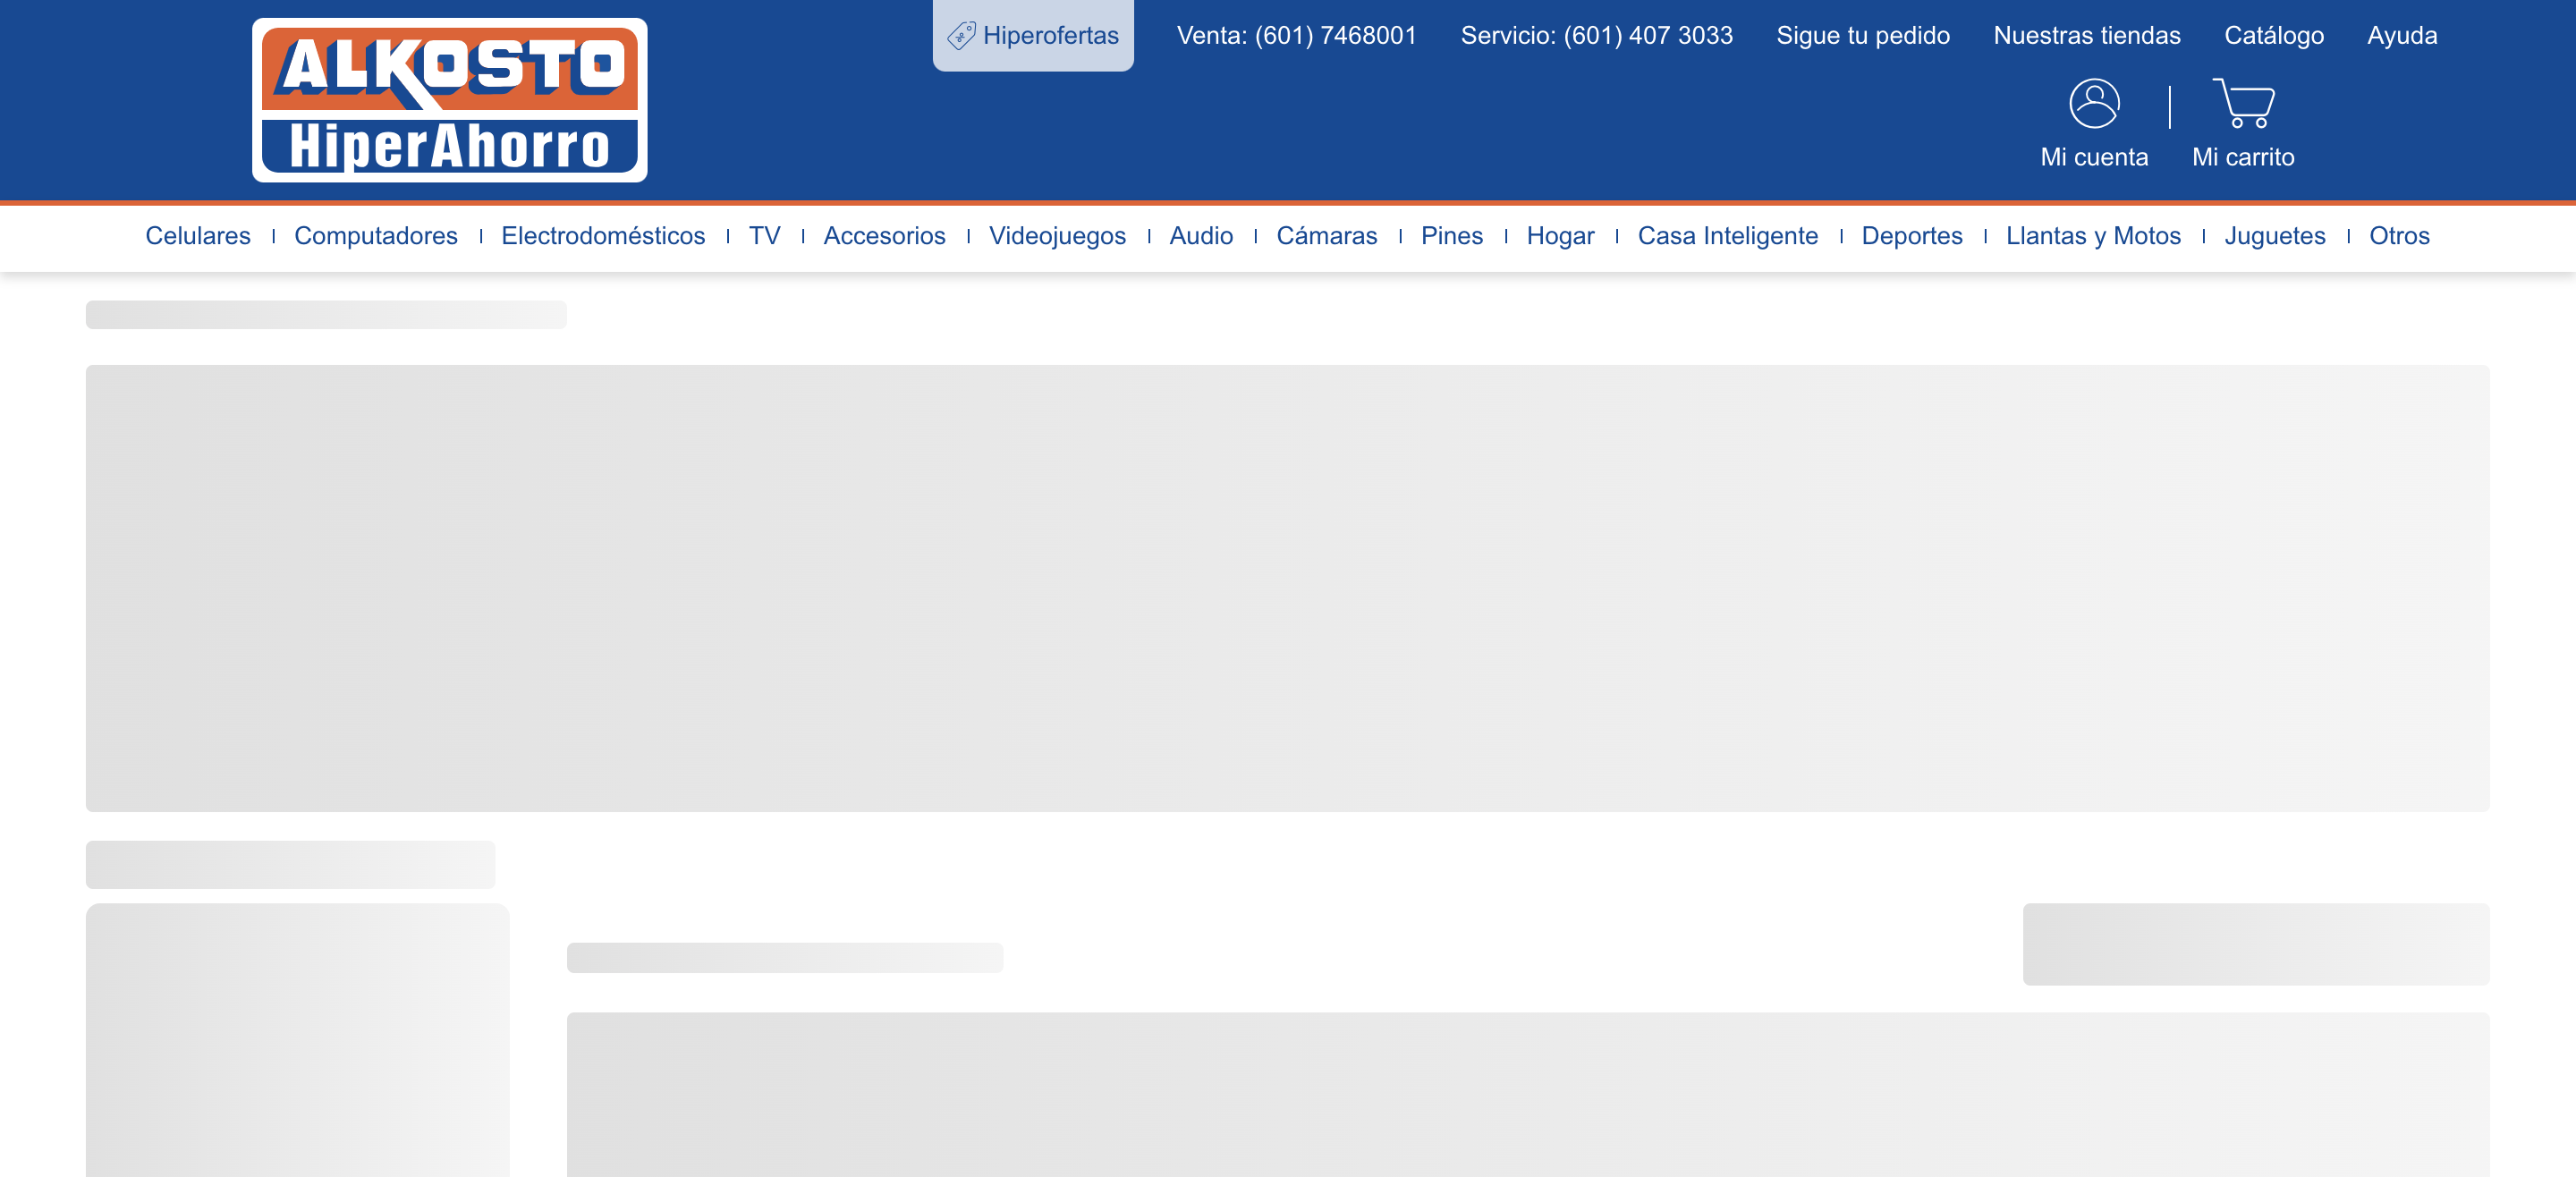 ALKOSTO
HiperAhorro
Hiperofertas
Venta: (601) 7468001
Servicio: (601) 407 3033
Sigue tu pedido
Nuestras tiendas
Catálogo
Ayuda
Mi cuenta
Mi carrito
Celulares
Computadores
Electrodomésticos
TV
Accesorios
Videojuegos
Audio
Cámaras
Pines
Hogar
Casa Inteligente
Deportes
Llantas y Motos
Juguetes
Otros